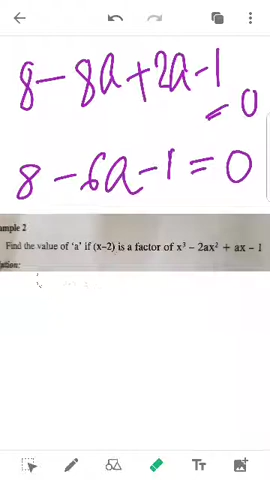 8 - 8a + 2a - 1
= 0
8 - 6a - 1 = 0
ample 2
Find the value of 'a' if (x-2) is a factor of x³ - 2ax² + ax - 1
Tт